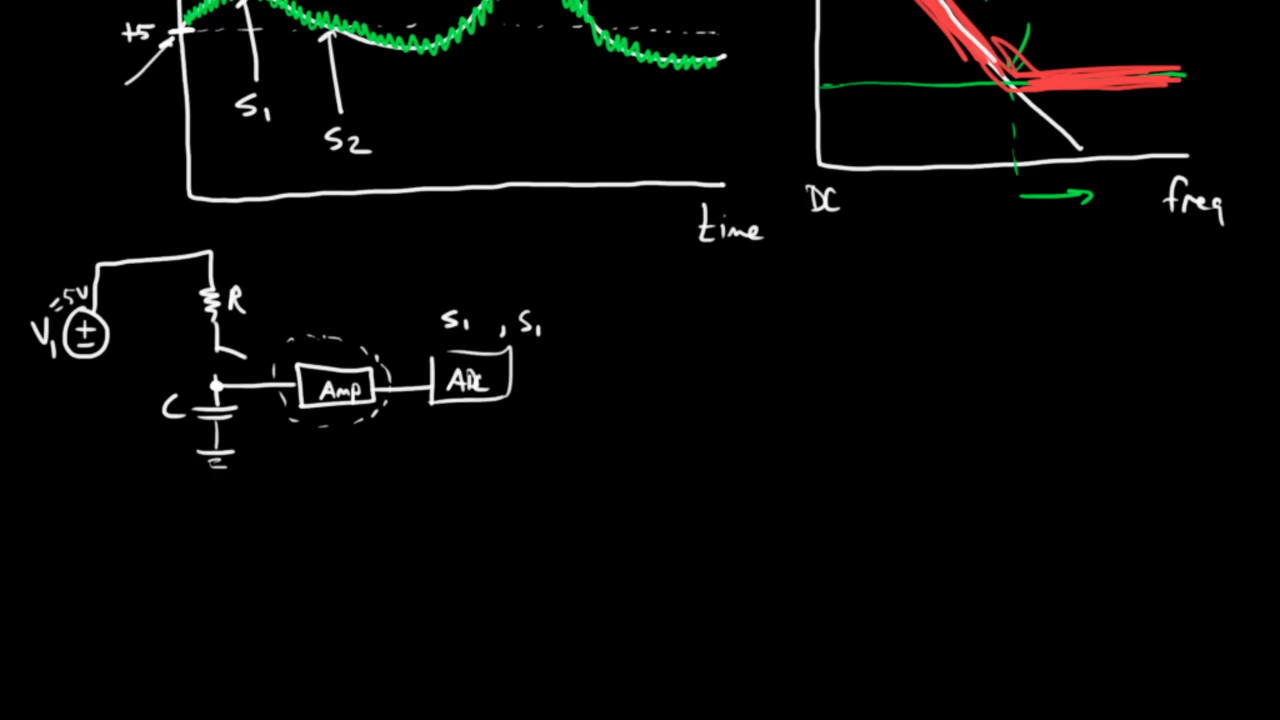 +5
S1
S2
time
DC
freq
=5V
V1
+
-
R
S1 , S1
Amp
ADC
C